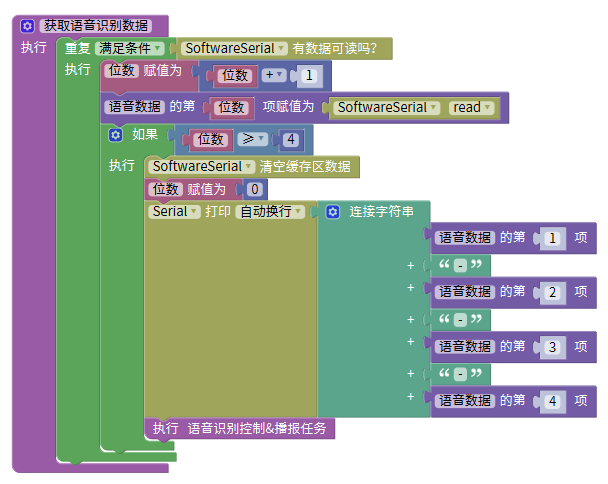 获取语音识别数据
执行 重复 满足条件 SoftwareSerial 有数据可读吗?
执行 位数 赋值为 位数 + 1
语音数据 的第 位数 项赋值为 SoftwareSerial read
如果 位数 ≥ 4
执行 SoftwareSerial 清空缓存区数据
位数 赋值为 0
Serial 打印 自动换行 连接字符串
语音数据 的第 1 项
+ “ - ”
+ 语音数据 的第 2 项
+ “ - ”
+ 语音数据 的第 3 项
+ “ - ”
+ 语音数据 的第 4 项
执行 语音识别控制&播报任务